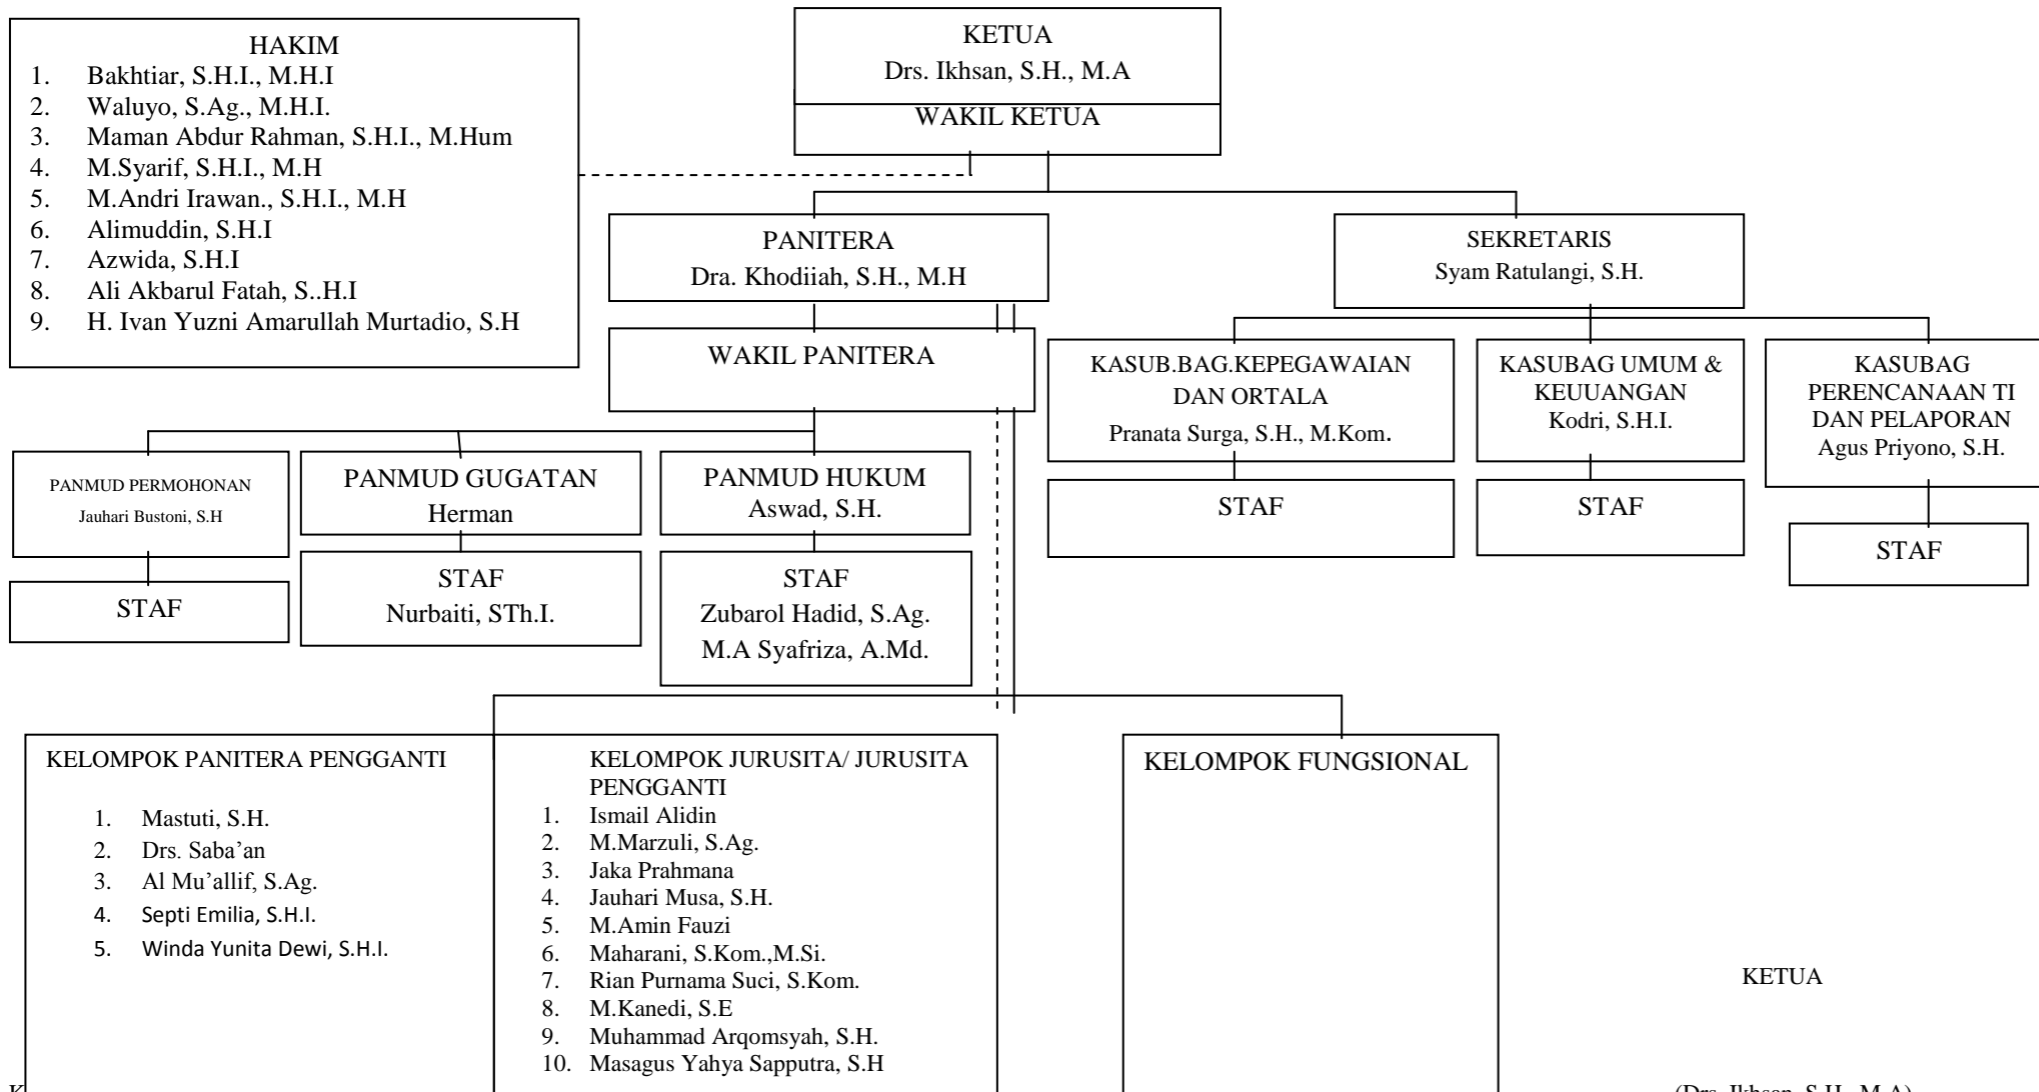 HAKIM
1. Bakhtiar, S.H.I., M.H.I
2. Waluyo, S.Ag., M.H.I.
3. Maman Abdur Rahman, S.H.I., M.Hum
4. M.Syarif, S.H.I., M.H
5. M.Andri Irawan., S.H.I., M.H
6. Alimuddin, S.H.I
7. Azwida, S.H.I
8. Ali Akbarul Fatah, S..H.I
9. H. Ivan Yuzni Amarullah Murtadio, S.H
KETUA
Drs. Ikhsan, S.H., M.A
WAKIL KETUA
PANITERA
Dra. Khodiiah, S.H., M.H
SEKRETARIS
Syam Ratulangi, S.H.
WAKIL PANITERA
KASUB.BAG.KEPEGAWAIAN
DAN ORTALA
Pranata Surga, S.H., M.Kom.
KASUBAG UMUM &
KEUUANGAN
Kodri, S.H.I.
KASUBAG
PERENCANAAN TI
DAN PELAPORAN
Agus Priyono, S.H.
PANMUD PERMOHONAN
Jauhari Bustoni, S.H
PANMUD GUGATAN
Herman
PANMUD HUKUM
Aswad, S.H.
STAF
STAF
STAF
STAF
STAF
Nurbaiti, STh.I.
STAF
Zubarol Hadid, S.Ag.
M.A Syafriza, A.Md.
KELOMPOK PANITERA PENGGANTI
1. Mastuti, S.H.
2. Drs. Saba’an
3. Al Mu’allif, S.Ag.
4. Septi Emilia, S.H.I.
5. Winda Yunita Dewi, S.H.I.
KELOMPOK JURUSITA/ JURUSITA
PENGGANTI
1. Ismail Alidin
2. M.Marzuli, S.Ag.
3. Jaka Prahmana
4. Jauhari Musa, S.H.
5. M.Amin Fauzi
6. Maharani, S.Kom.,M.Si.
7. Rian Purnama Suci, S.Kom.
8. M.Kanedi, S.E
9. Muhammad Arqomsyah, S.H.
10. Masagus Yahya Sapputra, S.H
KELOMPOK FUNGSIONAL
KETUA
K
(Drs. Ikhsan, S.H., M.A)